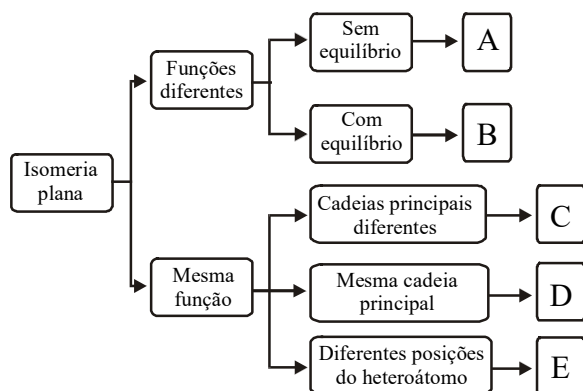 Isomeria
plana
Funções
diferentes
Sem
equilíbrio
A
Com
equilíbrio
B
Mesma
função
Cadeias principais
diferentes
C
Mesma cadeia
principal
D
Diferentes posições
do heteroátomo
E